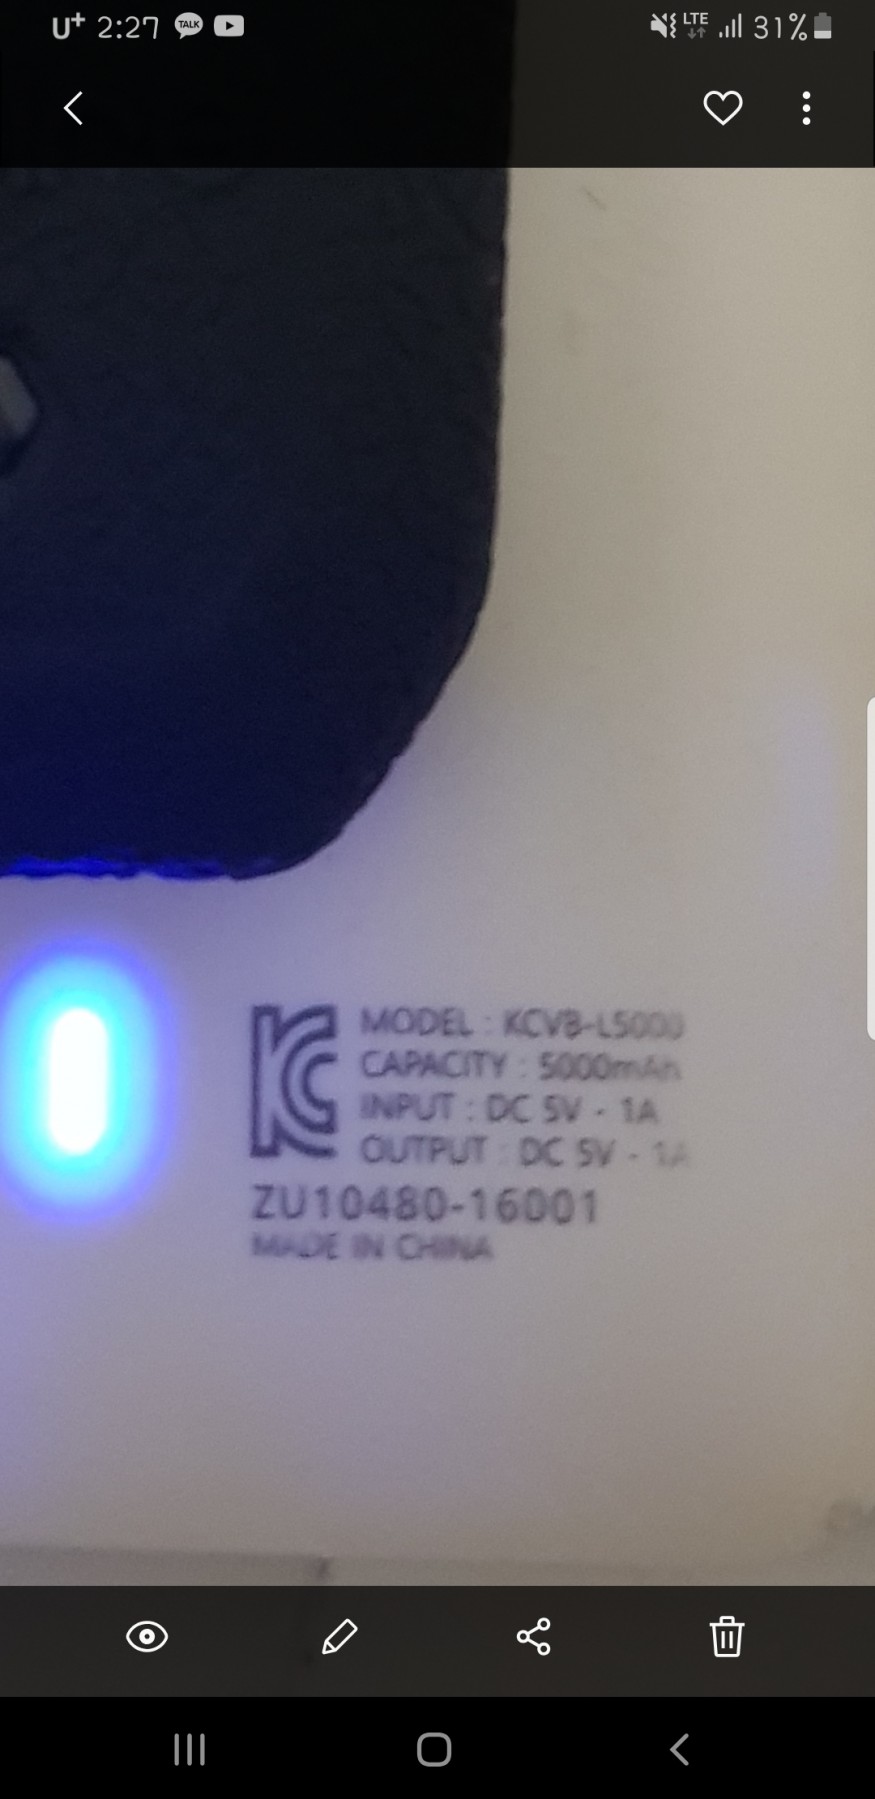 U+ 2:27 TALK LTE 31%
MODEL : KCVB-L5000
CAPACITY : 5000mAh
INPUT : DC 5V - 1A
OUTPUT : DC 5V - 1A
ZU10480-16001
MADE IN CHINA